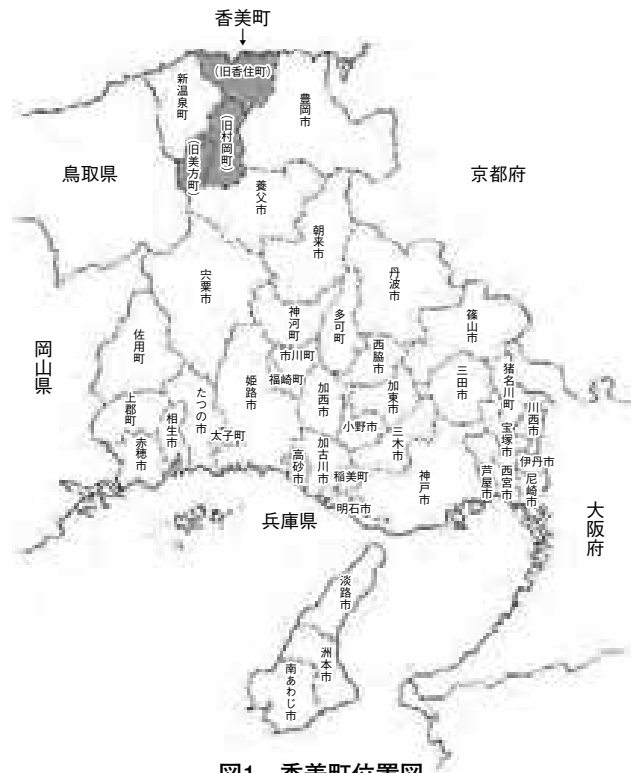 香美町
(旧香住町)
新温泉町
豊岡市
(旧村岡町)
(旧美方町)
鳥取県
京都府
養父市
朝来市
宍粟市
丹波市
神河町
多可町
篠山市
佐用町
岡山県
市川町
西脇市
猪名川町
福崎町
姫路市
加西市
加東市
三田市
川西市
上郡町
相生市
たつの市
小野市
宝塚市
太子町
三木市
伊丹市
赤穂市
高砂市
加古川市
稲美町
神戸市
芦屋市
西宮市
尼崎市
明石市
兵庫県
大阪府
淡路市
洲本市
南あわじ市
図1 香美町位置図